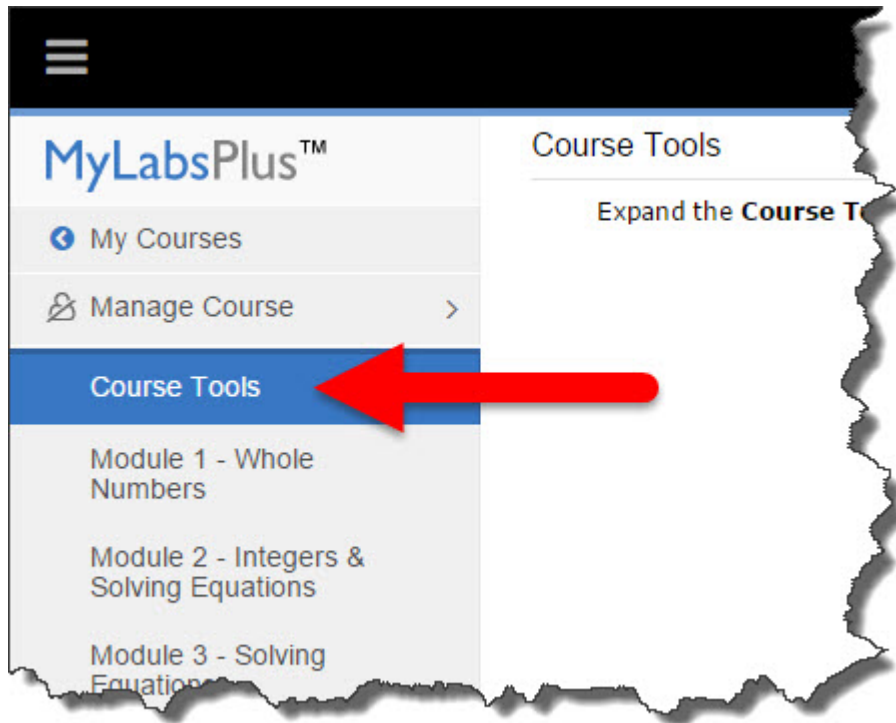 MyLabsPlus™
My Courses
Manage Course
Course Tools
Module 1 - Whole
Numbers
Module 2 - Integers &
Solving Equations
Module 3 - Solving
Equations
Course Tools
Expand the Course